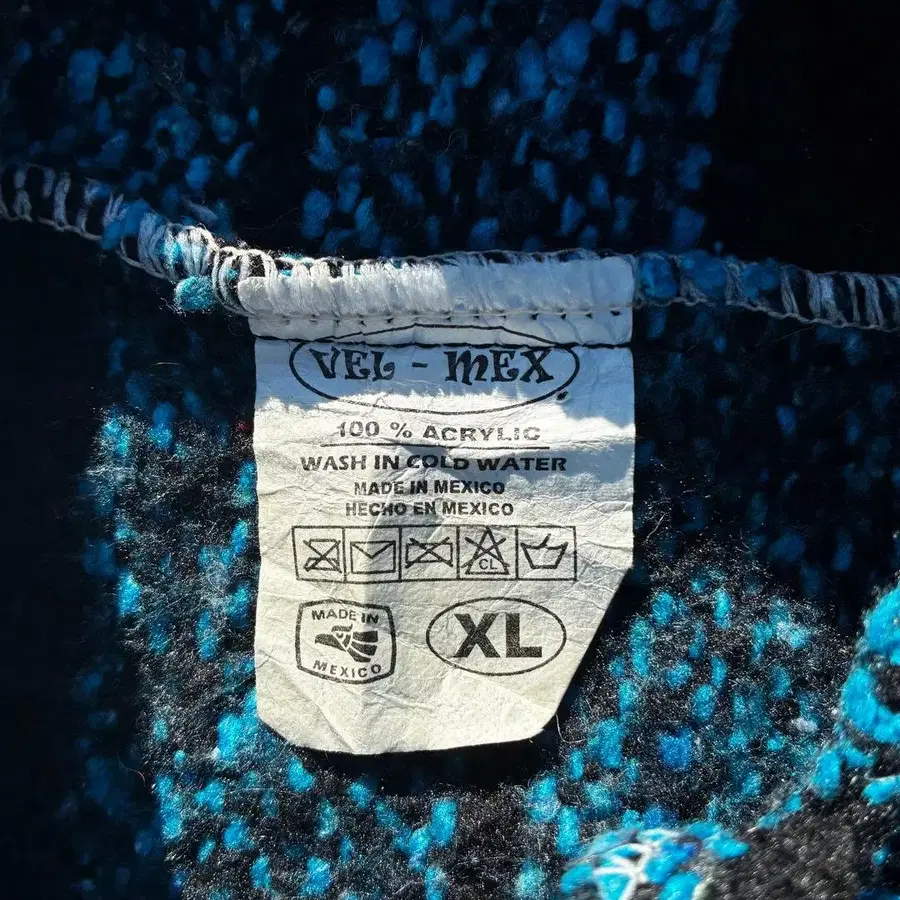 VEL - MEX
100 % ACRYLIC
WASH IN COLD WATER
MADE IN MEXICO
HECHO EN MEXICO
CL
MADE IN
MEXICO
XL